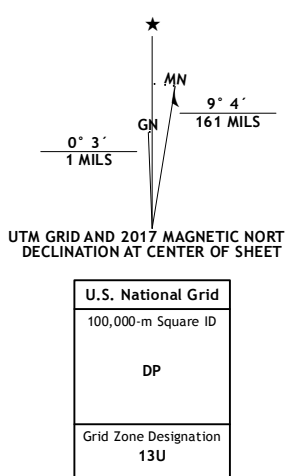 ★
MN
GN
9° 4´
161 MILS
0° 3´
1 MILS
UTM GRID AND 2017 MAGNETIC NORT
DECLINATION AT CENTER OF SHEET
U.S. National Grid
100,000-m Square ID
DP
Grid Zone Designation
13U